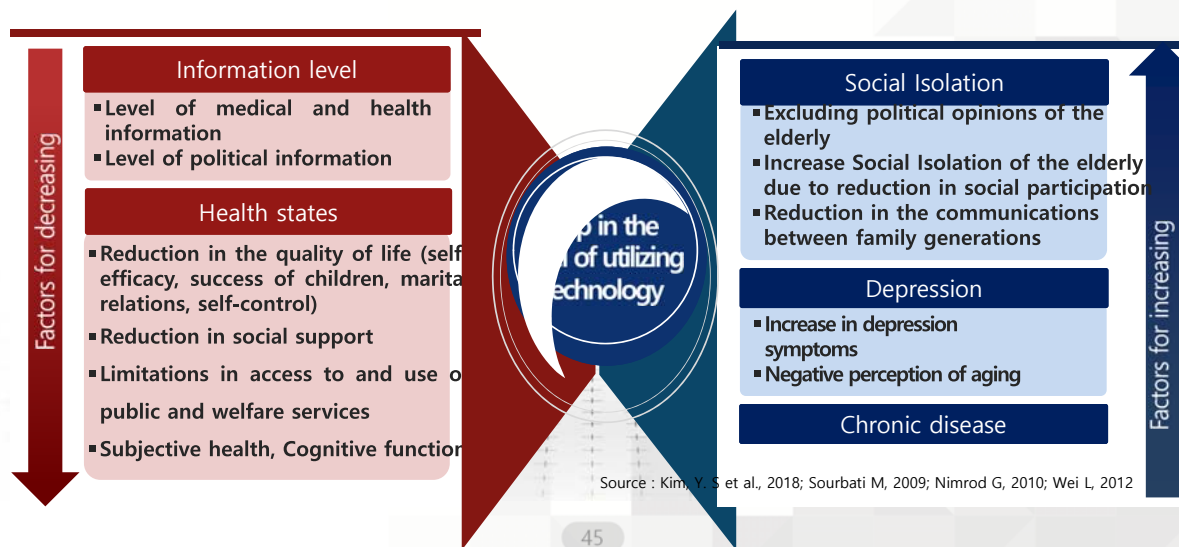 Factors for decreasing
Information level
▪Level of medical and health
information
▪Level of political information
Health states
▪Reduction in the quality of life (self
efficacy, success of children, marita
relations, self-control)
▪Reduction in social support
▪Limitations in access to and use o
public and welfare services
▪Subjective health, Cognitive function
in the
of utilizing
echnology
Social Isolation
▪Excluding political opinions of the
elderly
▪Increase Social Isolation of the elderly
due to reduction in social participation
▪Reduction in the communications
between family generations
Depression
▪Increase in depression
symptoms
▪Negative perception of aging
Chronic disease
Factors for increasing
Source : Kim, Y. S et al., 2018; Sourbati M, 2009; Nimrod G, 2010; Wei L, 2012
45